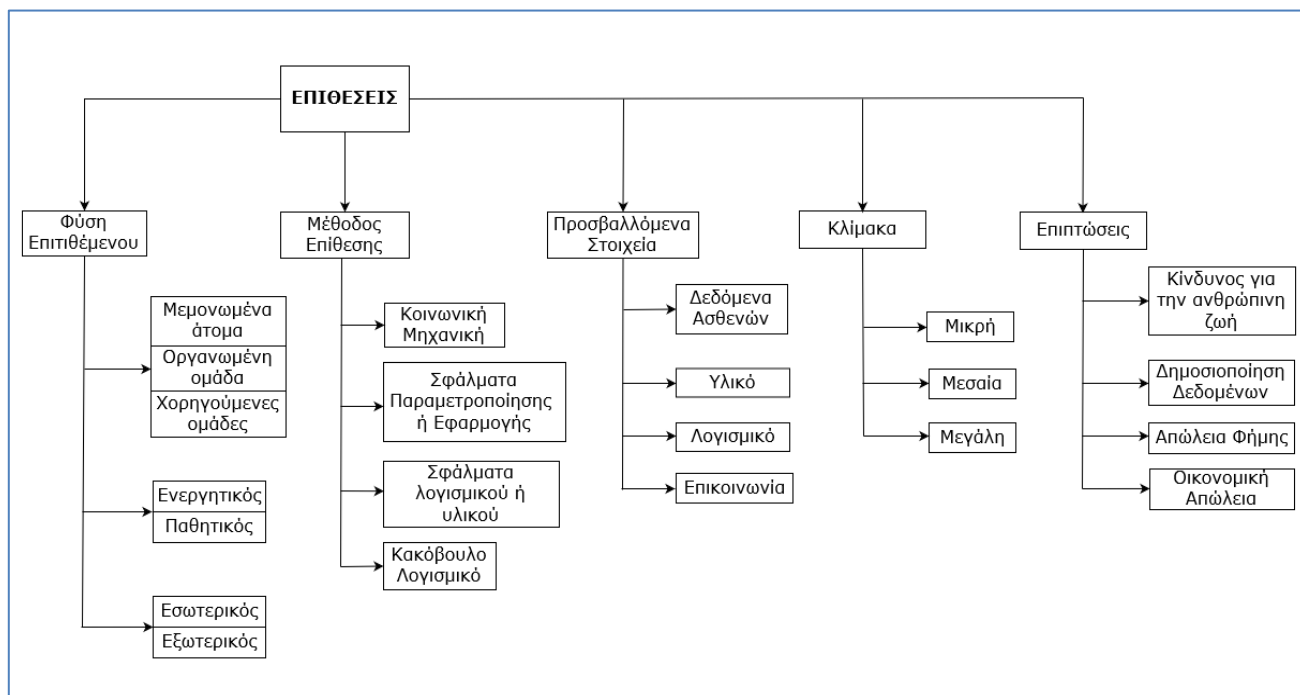 ΕΠΙΘΕΣΕΙΣ
Φύση
Επιτιθέμενου
Μεμονωμένα
άτομα
Οργανωμένη
ομάδα
Χορηγούμενες
ομάδες
Ενεργητικός
Παθητικός
Εσωτερικός
Εξωτερικός
Μέθοδος
Επίθεσης
Κοινωνική
Μηχανική
Σφάλματα
Παραμετροποίησης
ή Εφαρμογής
Σφάλματα
λογισμικού ή
υλικού
Κακόβουλο
Λογισμικό
Προσβαλλόμενα
Στοιχεία
Δεδόμενα
Ασθενών
Υλικό
Λογισμικό
Επικοινωνία
Κλίμακα
Μικρή
Μεσαία
Μεγάλη
Επιπτώσεις
Κίνδυνος για
την ανθρώπινη
ζωή
Δημοσιοποίηση
Δεδομένων
Απώλεια Φήμης
Οικονομική
Απώλεια